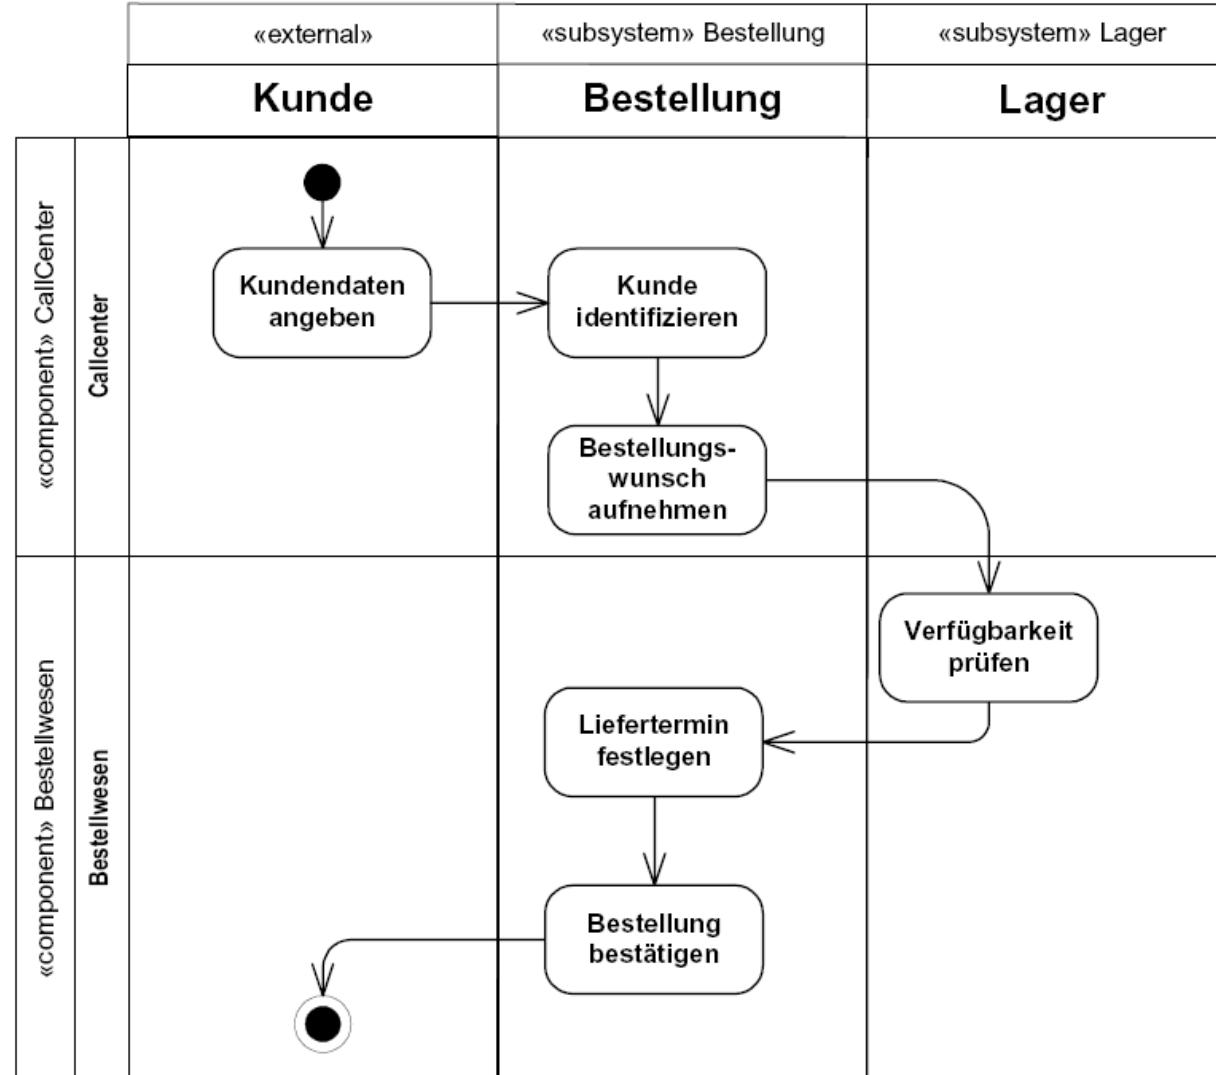 «external»
«subsystem» Bestellung
«subsystem» Lager
Kunde
Bestellung
Lager
«component» CallCenter
Callcenter
Kundendaten
angeben
Kunde
identifizieren
Bestellungs-
wunsch
aufnehmen
«component» Bestellwesen
Bestellwesen
Verfügbarkeit
prüfen
Liefertermin
festlegen
Bestellung
bestätigen